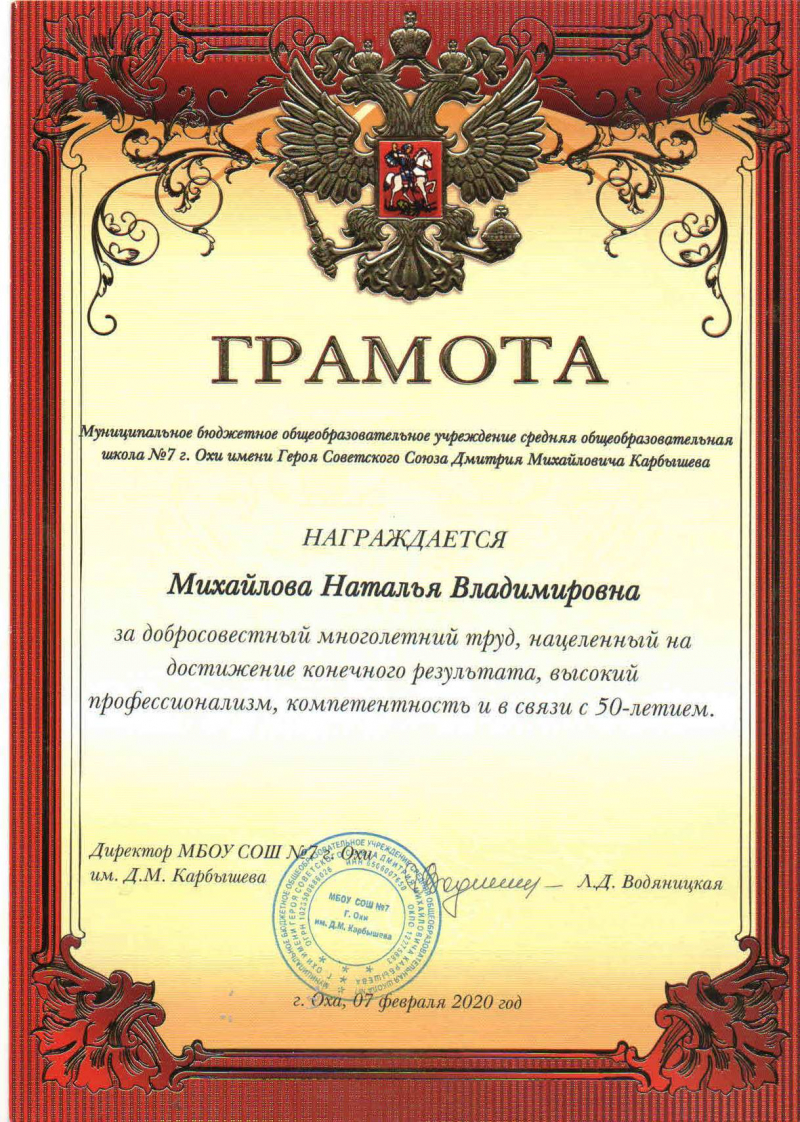 ГРАМОТА
Муниципальное бюджетное общеобразовательное учреждение средняя общеобразовательная
школа №7 г. Охи имени Героя Советского Союза Дмитрия Михайловича Карбышева
НАГРАЖДАЕТСЯ
Михайлова Наталья Владимировна
за добросовестный многолетний труд, нацеленный на
достижение конечного результата, высокий
профессионализм, компетентность и в связи с 50-летием.
Директор МБОУ СОШ №7 г. Охи
им. Д.М. Карбышева
Л.Д. Водяницкая
МБОУ СОШ №7
г. Охи
им. Д.М. Карбышева
г. Оха, 07 февраля 2020 год